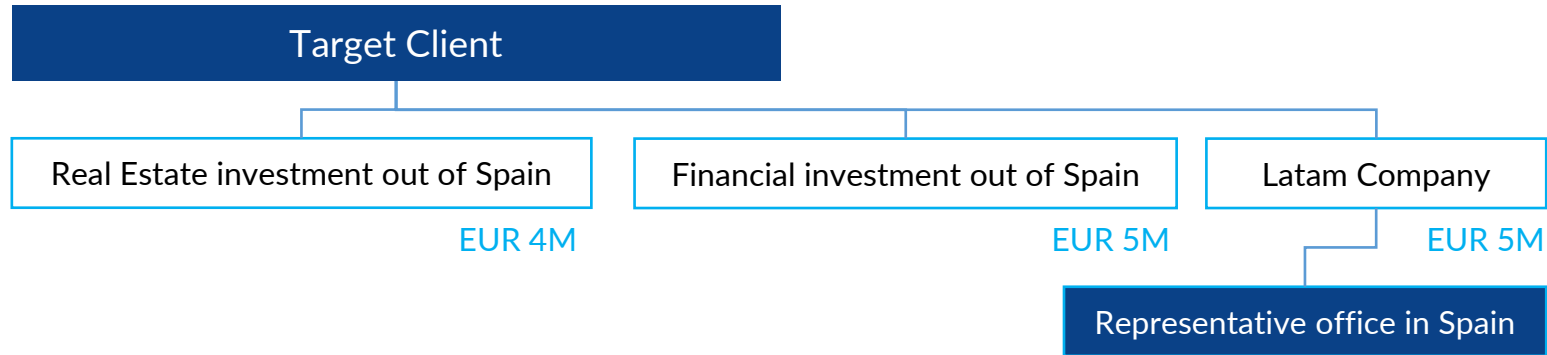 Target Client
Real Estate investment out of Spain
Financial investment out of Spain
Latam Company
EUR 4M
EUR 5M
EUR 5M
Representative office in Spain